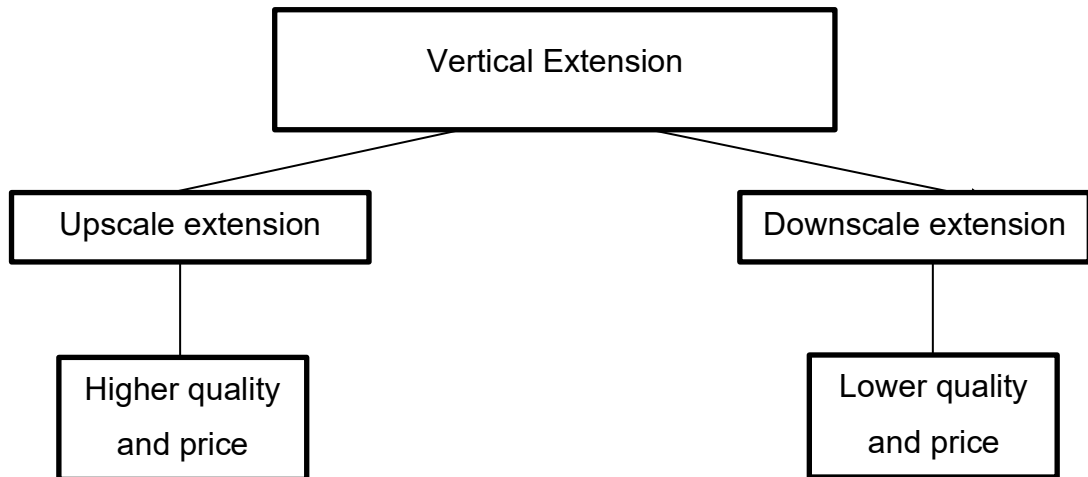 Vertical Extension
Upscale extension
Downscale extension
Higher quality
and price
Lower quality
and price